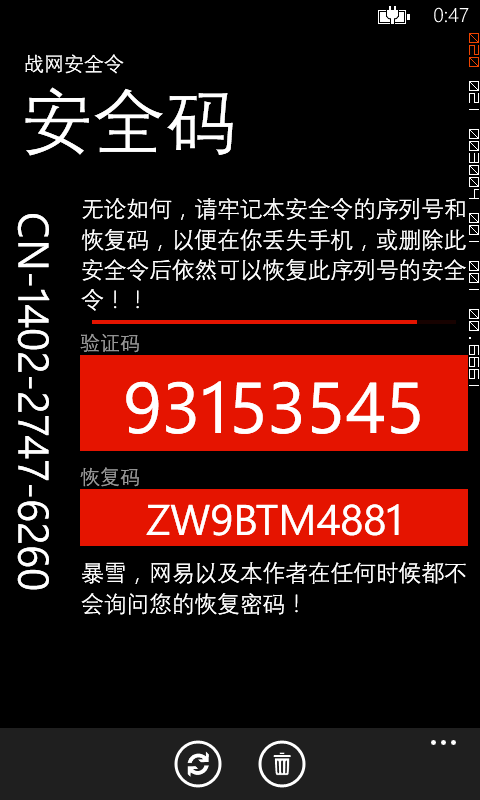 0:47
战网安全令
安全码
CN-1402-2747-6260
无论如何，请牢记本安全令的序列号和
恢复码，以便在你丢失手机，或删除此
安全令后依然可以恢复此序列号的安全
令！！
验证码
93153545
恢复码
ZW9BTM4881
暴雪，网易以及本作者在任何时候都不
会询问您的恢复密码！